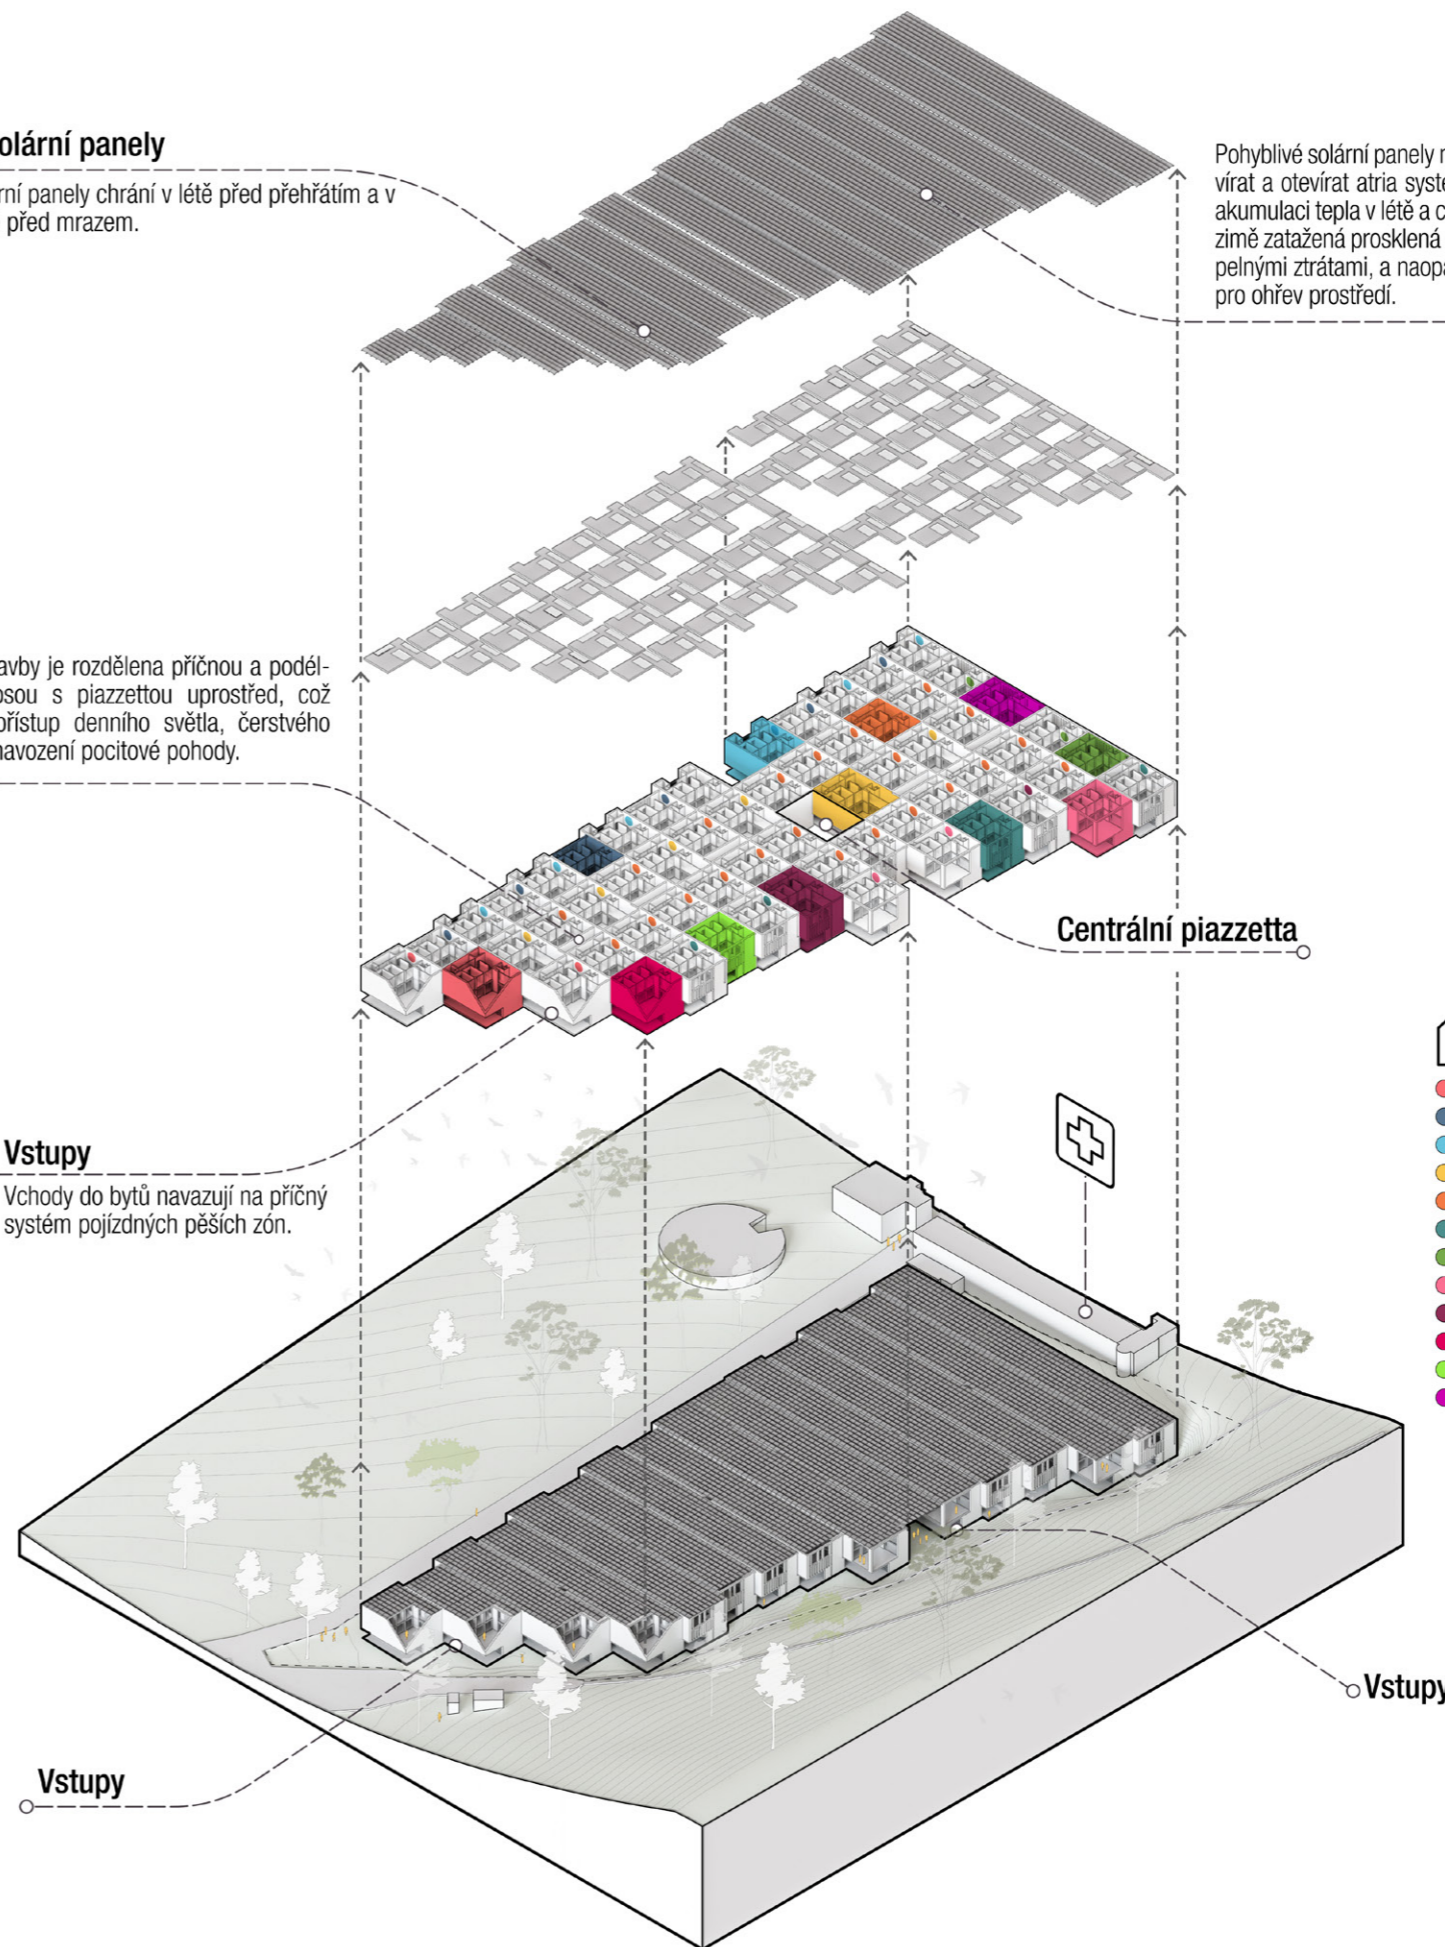 olární panely
rní panely chrání v létě před přehřátím a v
před mrazem.
Pohyblivé solární panely
vírat a otevírat atria systé
akumulaci tepla v létě a c
zimě zatažená prosklená
pelnými ztrátami, a naopa
pro ohřev prostředí.
avby je rozdělena příčnou a podél-
osou s piazzettou uprostřed, což
přístup denního světla, čerstvého
navození pocitové pohody.
Centrální piazzetta
Vstupy
Vchody do bytů navazují na příčný
systém pojízdných pěších zón.
Vstupy
Vstupy